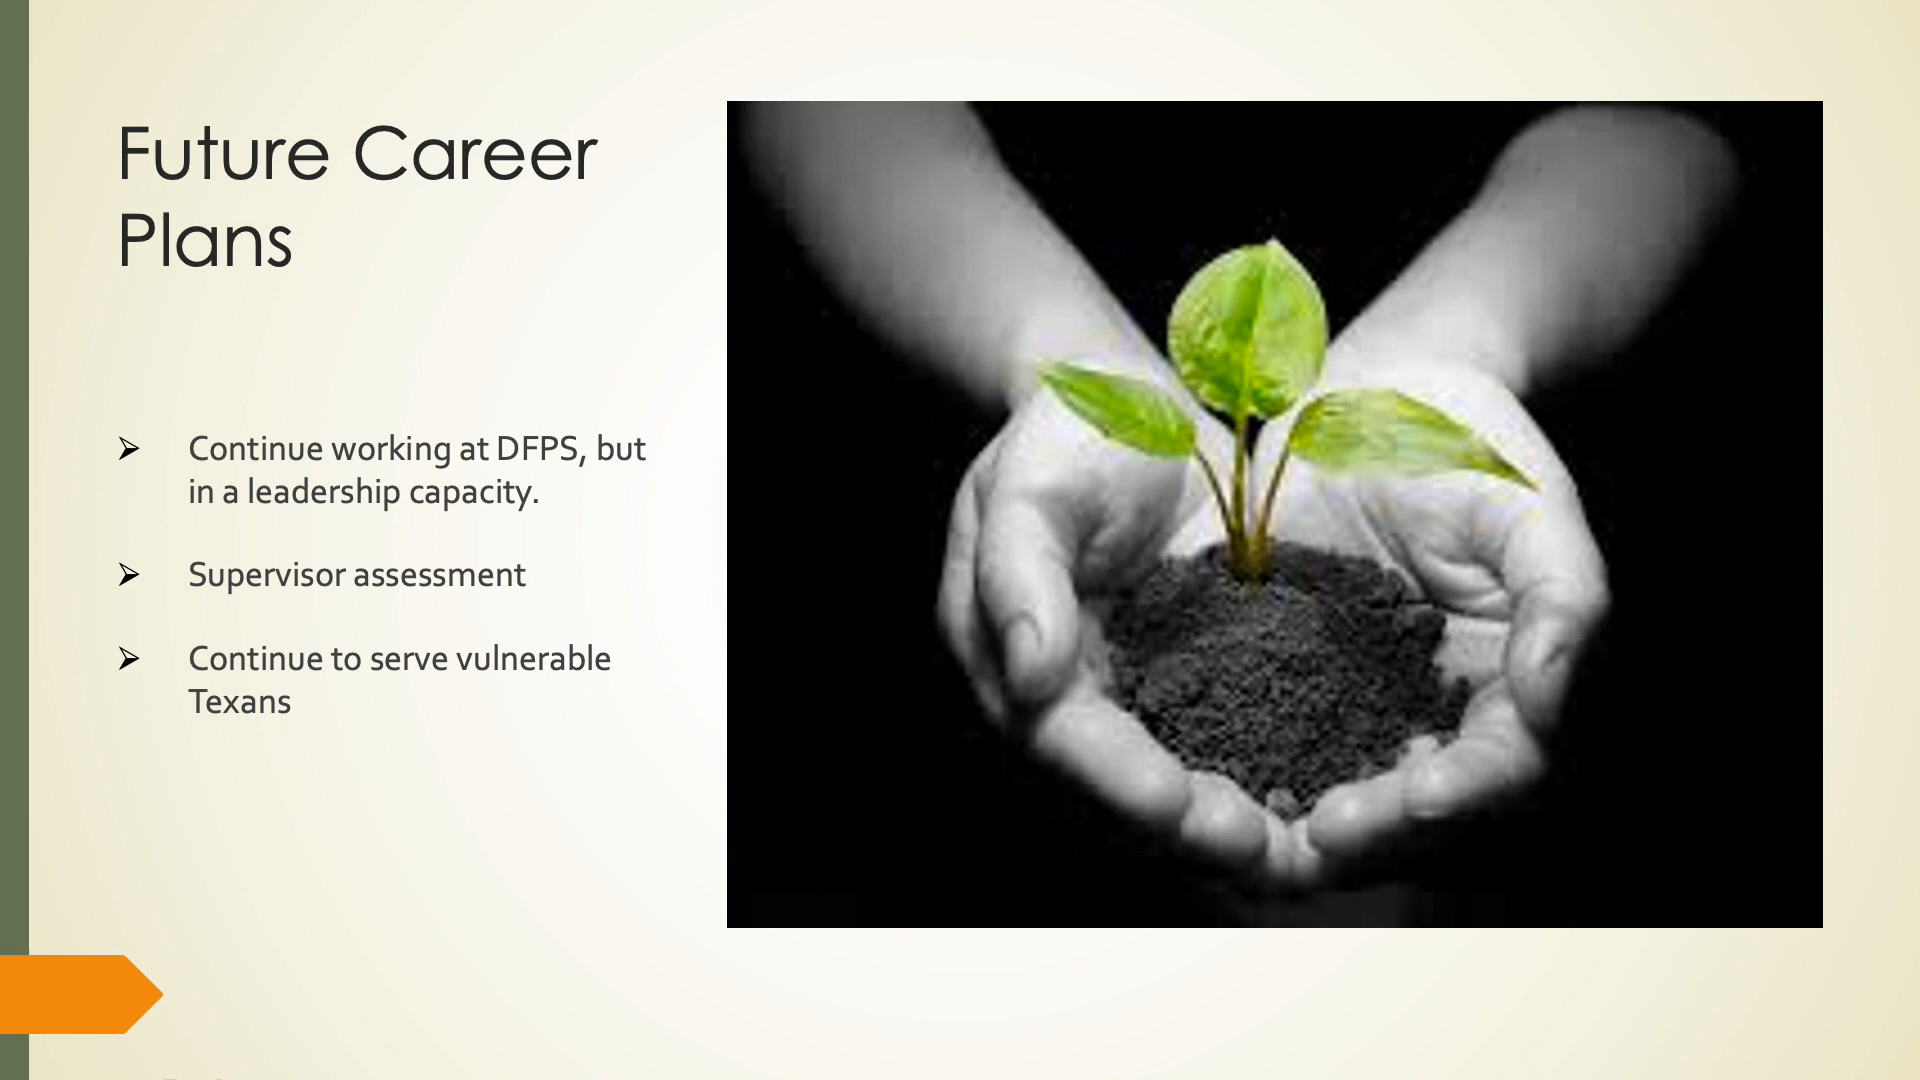 Future Career
Plans
Continue working at DFPS, but
in a leadership capacity.
Supervisor assessment
Continue to serve vulnerable
Texans